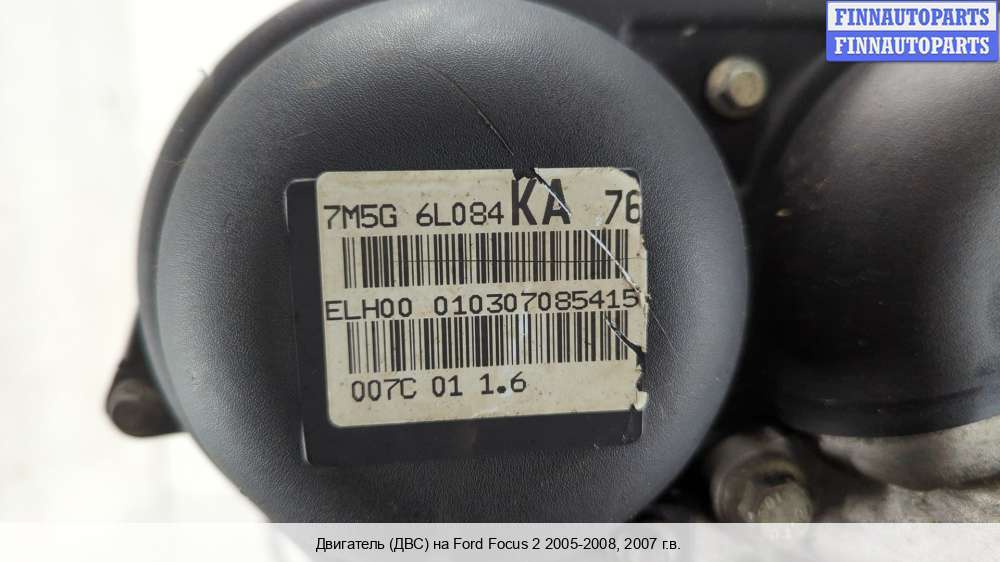 FINNAUTOPARTS
FINNAUTOPARTS
7M5G 6L084 KA 76
ELH00 010307085415
007C 01 1.6
Двигатель (ДВС) на Ford Focus 2 2005-2008, 2007 г.в.